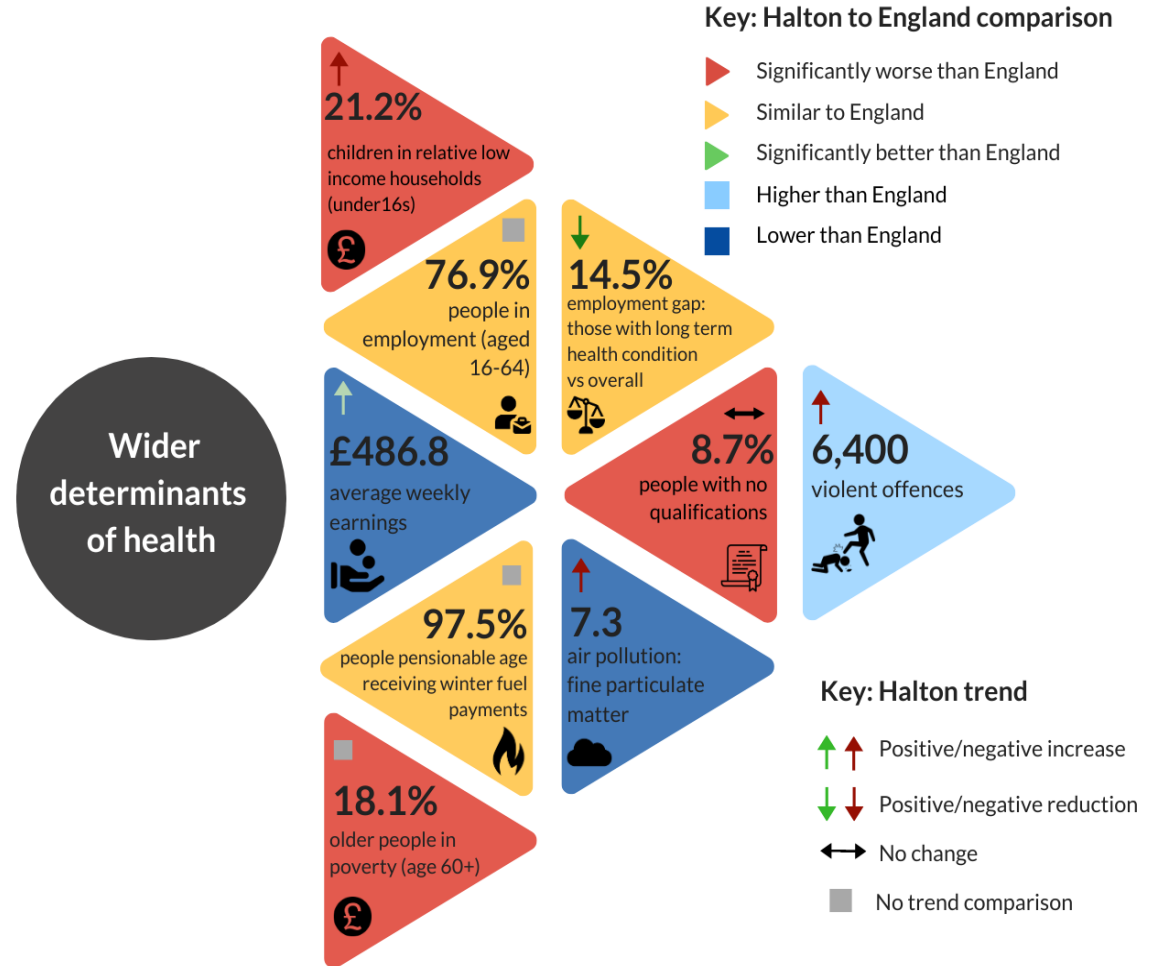 Key: Halton to England comparison
Significantly worse than England
Similar to England
Significantly better than England
Higher than England
Lower than England
21.2%
children in relative low
income households
(under16s)
£
76.9%
people in
employment (aged
16-64)
14.5%
employment gap:
those with long term
health condition
vs overall
Wider
determinants
of health
£486.8
average weekly
earnings
8.7%
people with no
qualifications
6,400
violent offences
97.5%
people pensionable age
receiving winter fuel
payments
7.3
air pollution:
fine particulate
matter
18.1%
older people in
poverty (age 60+)
£
Key: Halton trend
Positive/negative increase
Positive/negative reduction
No change
No trend comparison